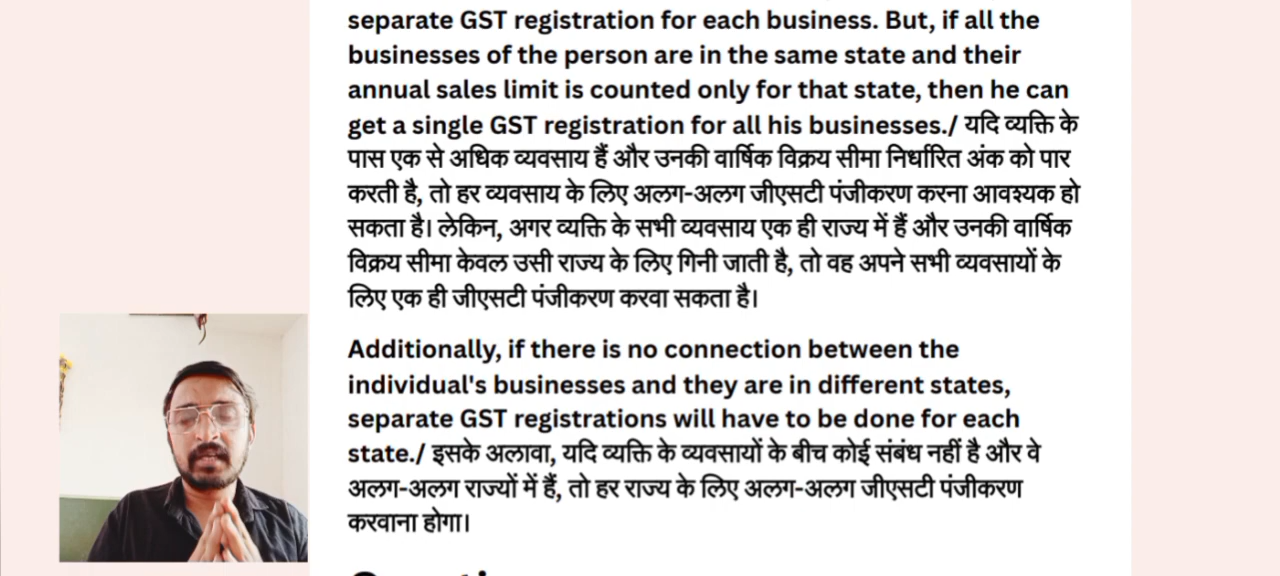 separate GST registration for each business. But, if all the
businesses of the person are in the same state and their
annual sales limit is counted only for that state, then he can
get a single GST registration for all his businesses./ यदि व्यक्ति के
पास एक से अधिक व्यवसाय हैं और उनकी वार्षिक विक्रय सीमा निर्धारित अंक को पार
करती है, तो हर व्यवसाय के लिए अलग-अलग जीएसटी पंजीकरण करना आवश्यक हो
सकता है। लेकिन, अगर व्यक्ति के सभी व्यवसाय एक ही राज्य में हैं और उनकी वार्षिक
विक्रय सीमा केवल उसी राज्य के लिए गिनी जाती है, तो वह अपने सभी व्यवसायों के
लिए एक ही जीएसटी पंजीकरण करवा सकता है।
Additionally, if there is no connection between the
individual's businesses and they are in different states,
separate GST registrations will have to be done for each
state./ इसके अलावा, यदि व्यक्ति के व्यवसायों के बीच कोई संबंध नहीं है और वे
अलग-अलग राज्यों में हैं, तो हर राज्य के लिए अलग-अलग जीएसटी पंजीकरण
करवाना होगा।